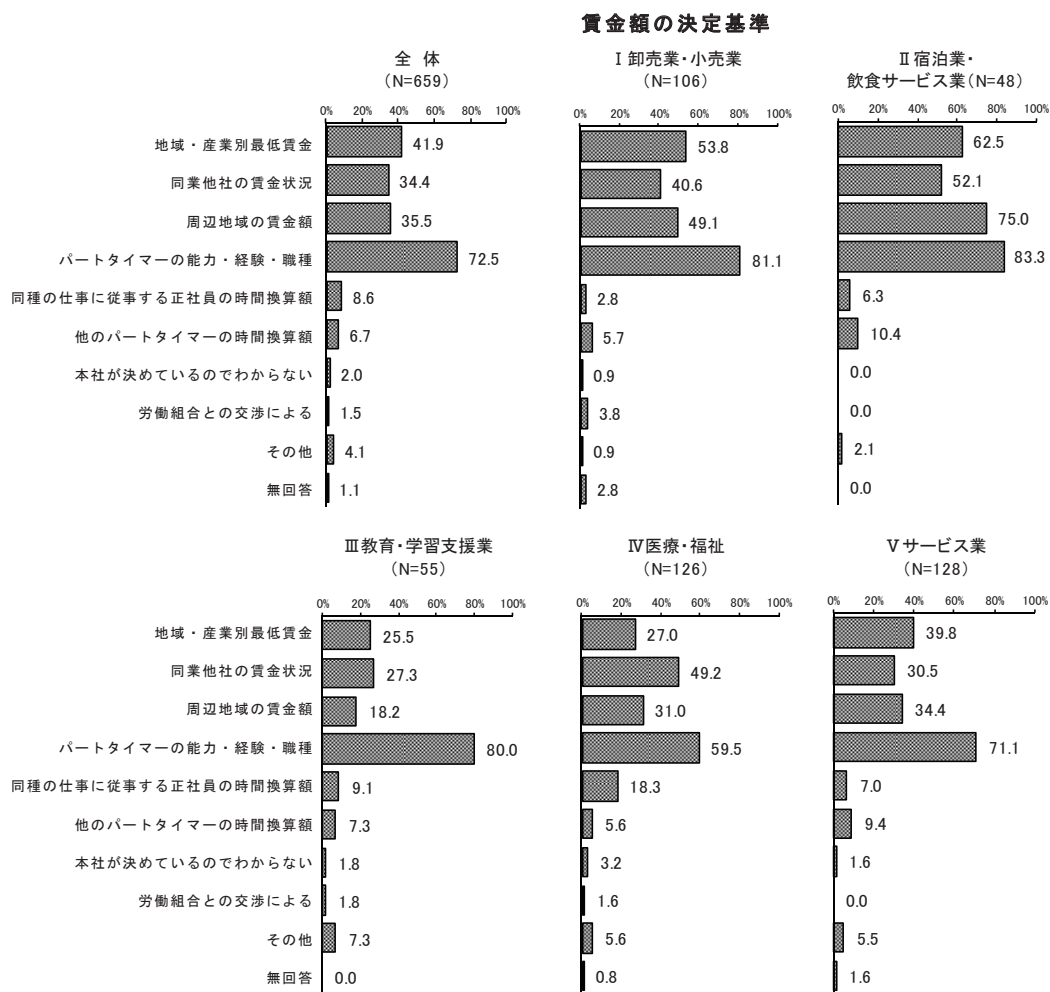 賃金額の決定基準
全 体
(N=659)
0% 20% 40% 60% 80% 100%
地域・産業別最低賃金 41.9
同業他社の賃金状況 34.4
周辺地域の賃金額 35.5
パートタイマーの能力・経験・職種 72.5
同種の仕事に従事する正社員の時間換算額 8.6
他のパートタイマーの時間換算額 6.7
本社が決めているのでわからない 2.0
労働組合との交渉による 1.5
その他 4.1
無回答 1.1
Ⅰ卸売業・小売業
(N=106)
0% 20% 40% 60% 80% 100%
53.8
40.6
49.1
81.1
2.8
5.7
0.9
3.8
0.9
2.8
Ⅱ宿泊業・
飲食サービス業(N=48)
0% 20% 40% 60% 80% 100%
62.5
52.1
75.0
83.3
6.3
10.4
0.0
0.0
2.1
0.0
Ⅲ教育・学習支援業
(N=55)
0% 20% 40% 60% 80% 100%
地域・産業別最低賃金 25.5
同業他社の賃金状況 27.3
周辺地域の賃金額 18.2
パートタイマーの能力・経験・職種 80.0
同種の仕事に従事する正社員の時間換算額 9.1
他のパートタイマーの時間換算額 7.3
本社が決めているのでわからない 1.8
労働組合との交渉による 1.8
その他 7.3
無回答 0.0
Ⅳ医療・福祉
(N=126)
0% 20% 40% 60% 80% 100%
27.0
49.2
31.0
59.5
18.3
5.6
3.2
1.6
5.6
0.8
Ⅴサービス業
(N=128)
0% 20% 40% 60% 80% 100%
39.8
30.5
34.4
71.1
7.0
9.4
1.6
0.0
5.5
1.6